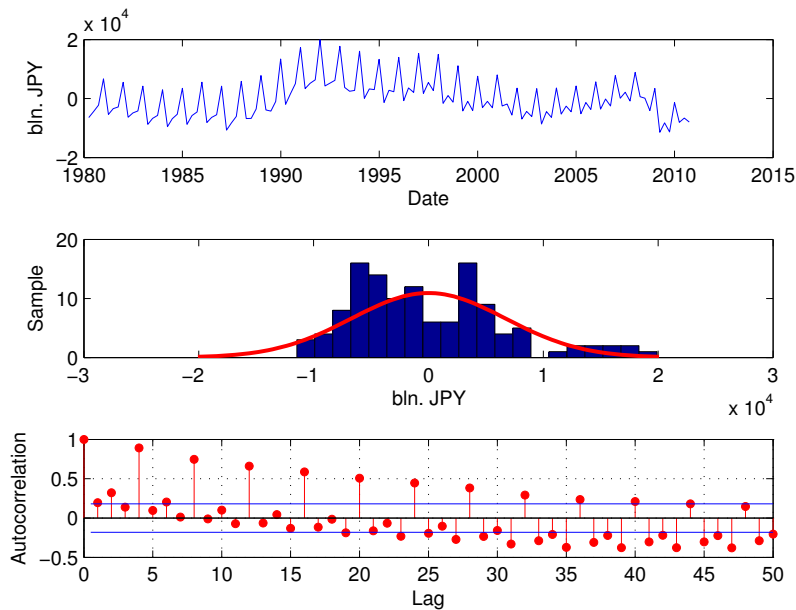 x 10^4
2
0
−2
bln. JPY
1980 1985 1990 1995 2000 2005 2010 2015
Date
20
10
0
Sample
−3 −2 −1 0 1 2 3
bln. JPY
x 10^4
1
0.5
0
−0.5
Autocorrelation
0 5 10 15 20 25 30 35 40 45 50
Lag